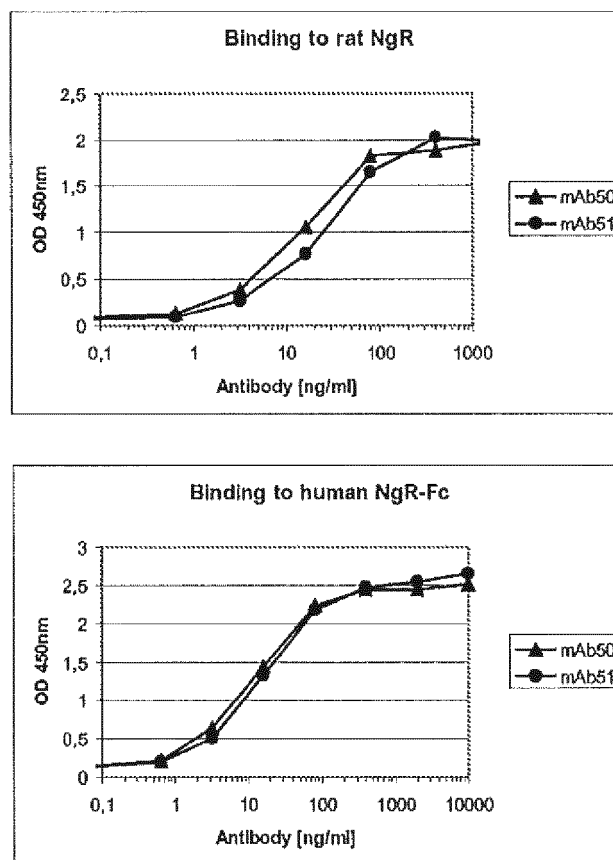 Binding to rat NgR
2,5
2
1,5
1
0,5
0
OD 450nm
0,1 1 10 100 1000
Antibody [ng/ml]
mAb50
mAb51
Binding to human NgR-Fc
3
2,5
2
1,5
1
0,5
0
OD 450nm
0,1 1 10 100 1000 10000
Antibody [ng/ml]
mAb50
mAb51